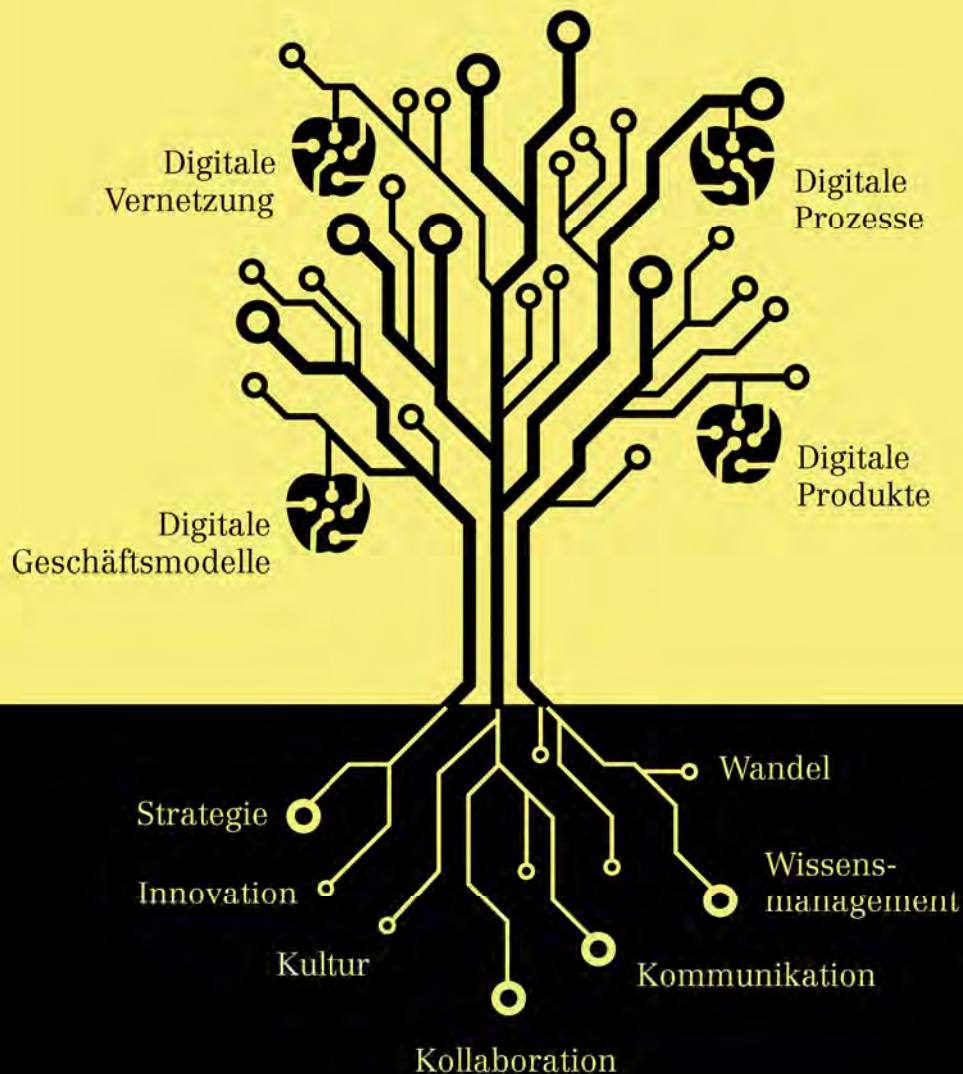 Digitale
Vernetzung
Digitale
Prozesse
Digitale
Produkte
Digitale
Geschäftsmodelle
Wandel
Strategie
Wissens-
management
Innovation
Kultur
Kommunikation
Kollaboration